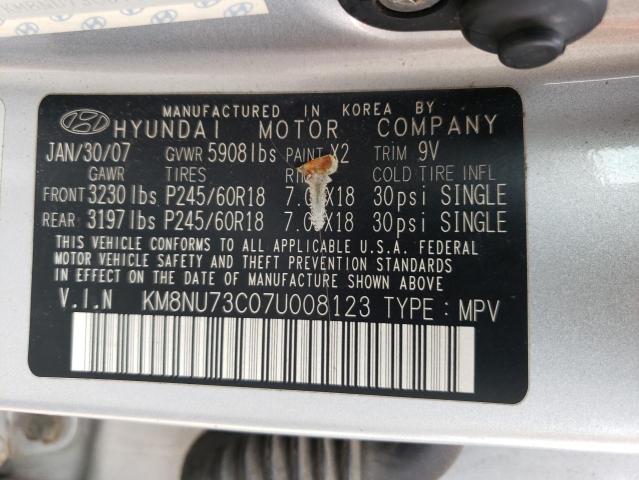 KM8NU73C0
MANUFACTURED IN KOREA BY
HYUNDAI MOTOR COMPANY
JAN/30/07 GVWR 5908lbs PAINT X2 TRIM 9V
GAWR TIRES COLD TIRE INFL
FRONT 3230lbs P245/60R18 X18 30psi SINGLE
REAR 3197lbs P245/60R18 X18 30psi SINGLE
THIS VEHICLE CONFORMS TO ALL APPLICABLE U.S.A. FEDERAL
MOTOR VEHICLE SAFETY AND THEFT PREVENTION STANDARDS
IN EFFECT ON THE DATE OF MANUFACTURE SHOWN ABOVE.
V.I.N KM8NU73C07U008123 TYPE : MPV